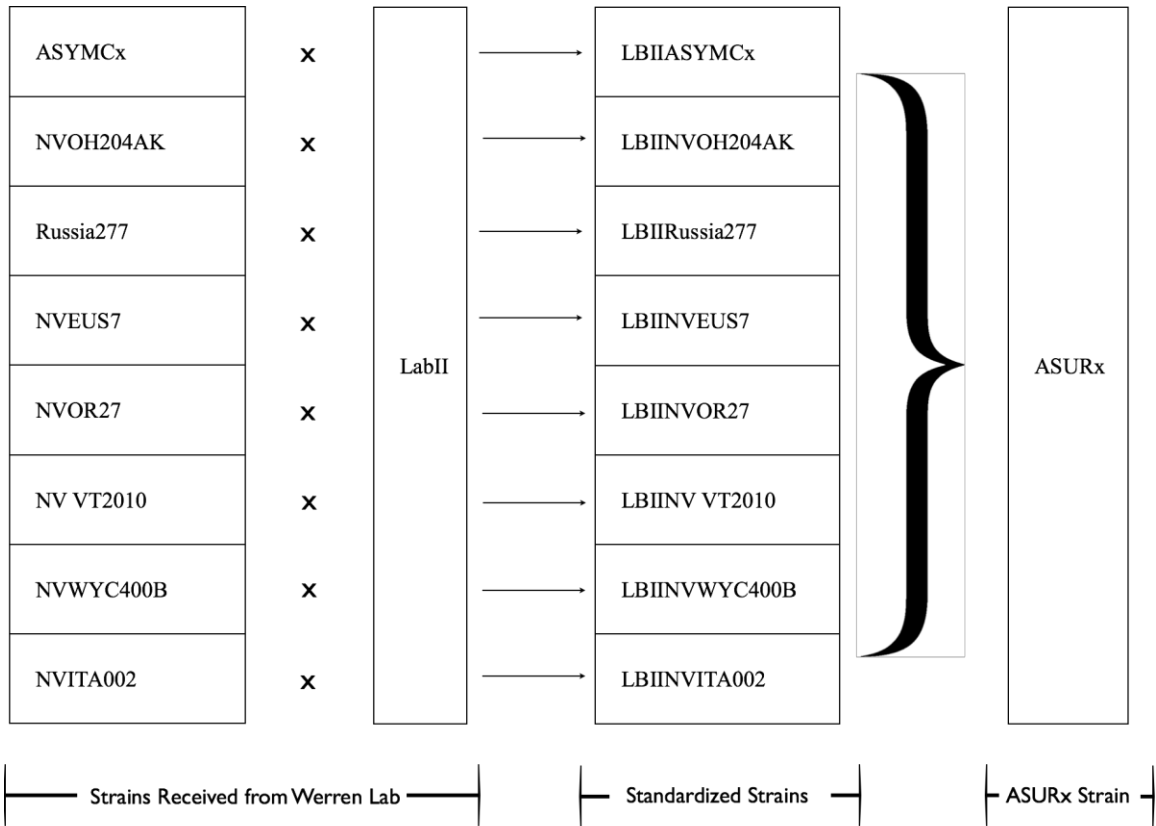 ASYMCx x LBIIASYMCx
NVOH204AK x LBIINVOH204AK
Russia277 x LBIIRussia277
NVEUS7 x LBIINVEUS7
LabII ASURx
NVOR27 x LBIINVOR27
NV VT2010 x LBIINV VT2010
NVWYC400B x LBIINVWYC400B
NVITA002 x LBIINVITA002
Strains Received from Werren Lab Standardized Strains ASURx Strain